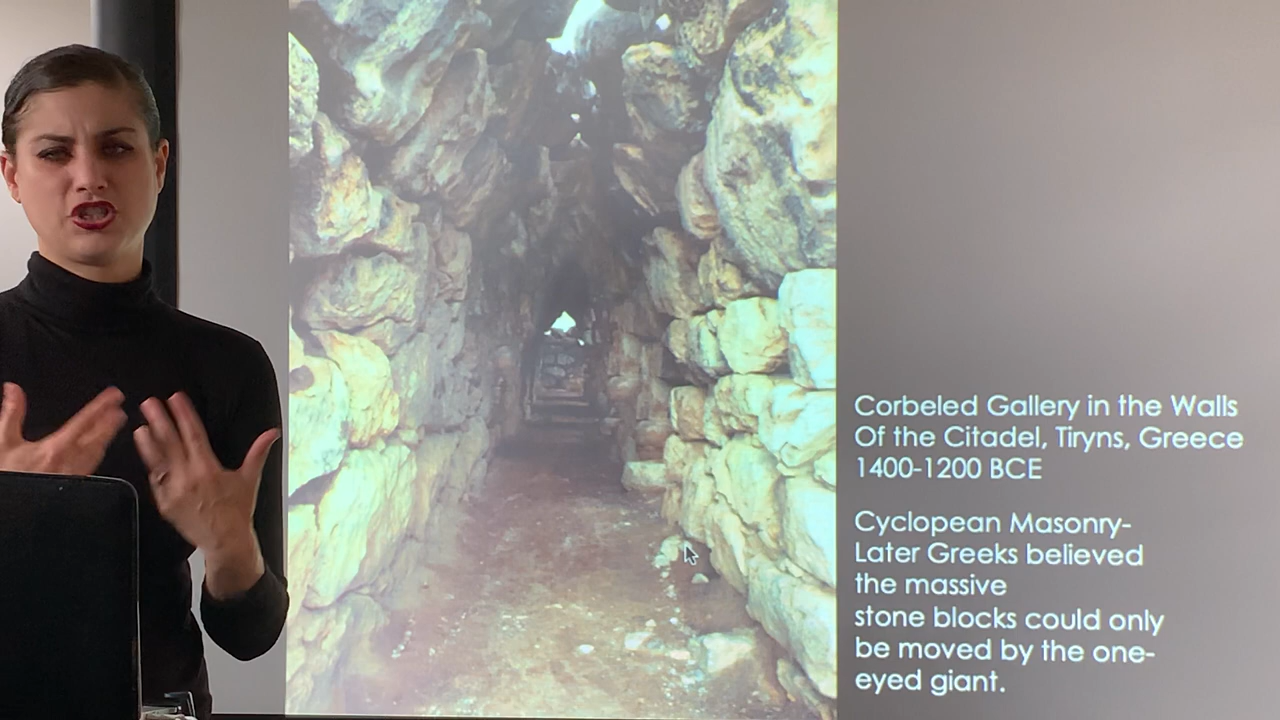 Corbeled Gallery in the Walls
Of the Citadel, Tiryns, Greece
1400-1200 BCE
Cyclopean Masonry-
Later Greeks believed
the massive
stone blocks could only
be moved by the one-
eyed giant.